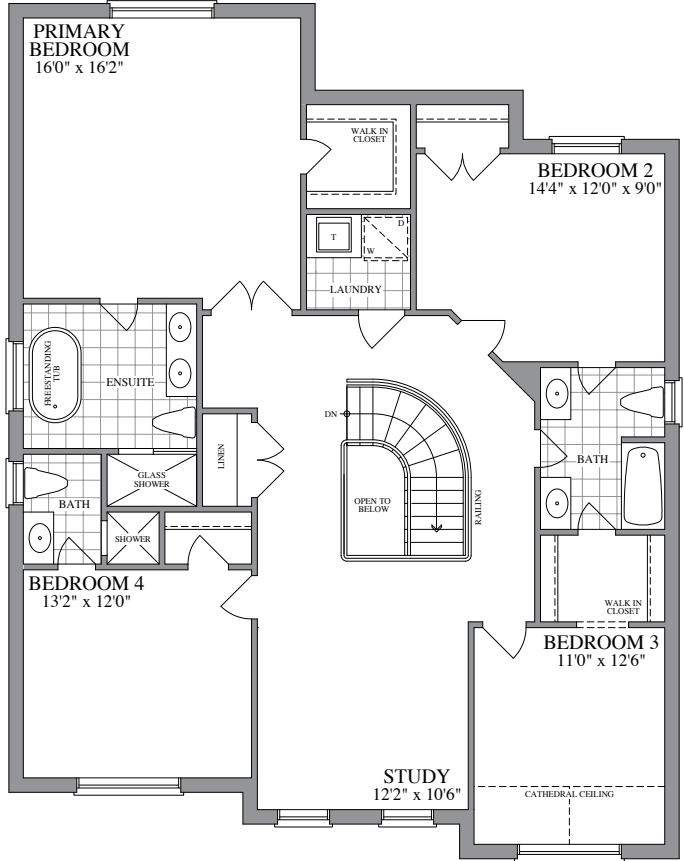 PRIMARY
BEDROOM
16'0" x 16'2"
WALK IN
CLOSET
BEDROOM 2
14'4" x 12'0" x 9'0"
T
D
W
LAUNDRY
FREESTANDING
TUB
ENSUITE
DN
LINEN
GLASS
SHOWER
BATH
OPEN TO
BELOW
RAILING
BATH
SHOWER
BEDROOM 4
13'2" x 12'0"
WALK IN
CLOSET
BEDROOM 3
11'0" x 12'6"
STUDY
12'2" x 10'6"
CATHEDRAL CEILING